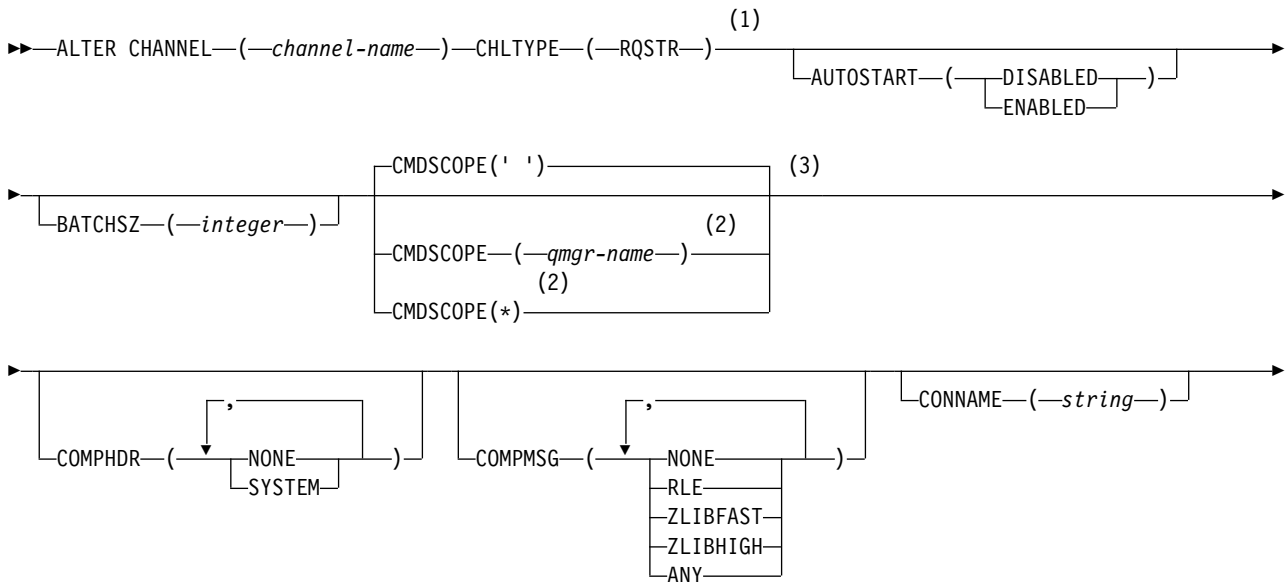 (1)
ALTER CHANNEL ( channel-name ) CHLTYPE ( RQSTR )
AUTOSTART ( DISABLED )
ENABLED
CMDSCOPE(' ') (3)
BATCHSZ ( integer )
(2)
CMDSCOPE ( qmgr-name )
(2)
CMDSCOPE(*)
, ,
CONNAME ( string )
COMPHDR ( NONE ) COMPMSG ( NONE )
SYSTEM RLE
ZLIBFAST
ZLIBHIGH
ANY